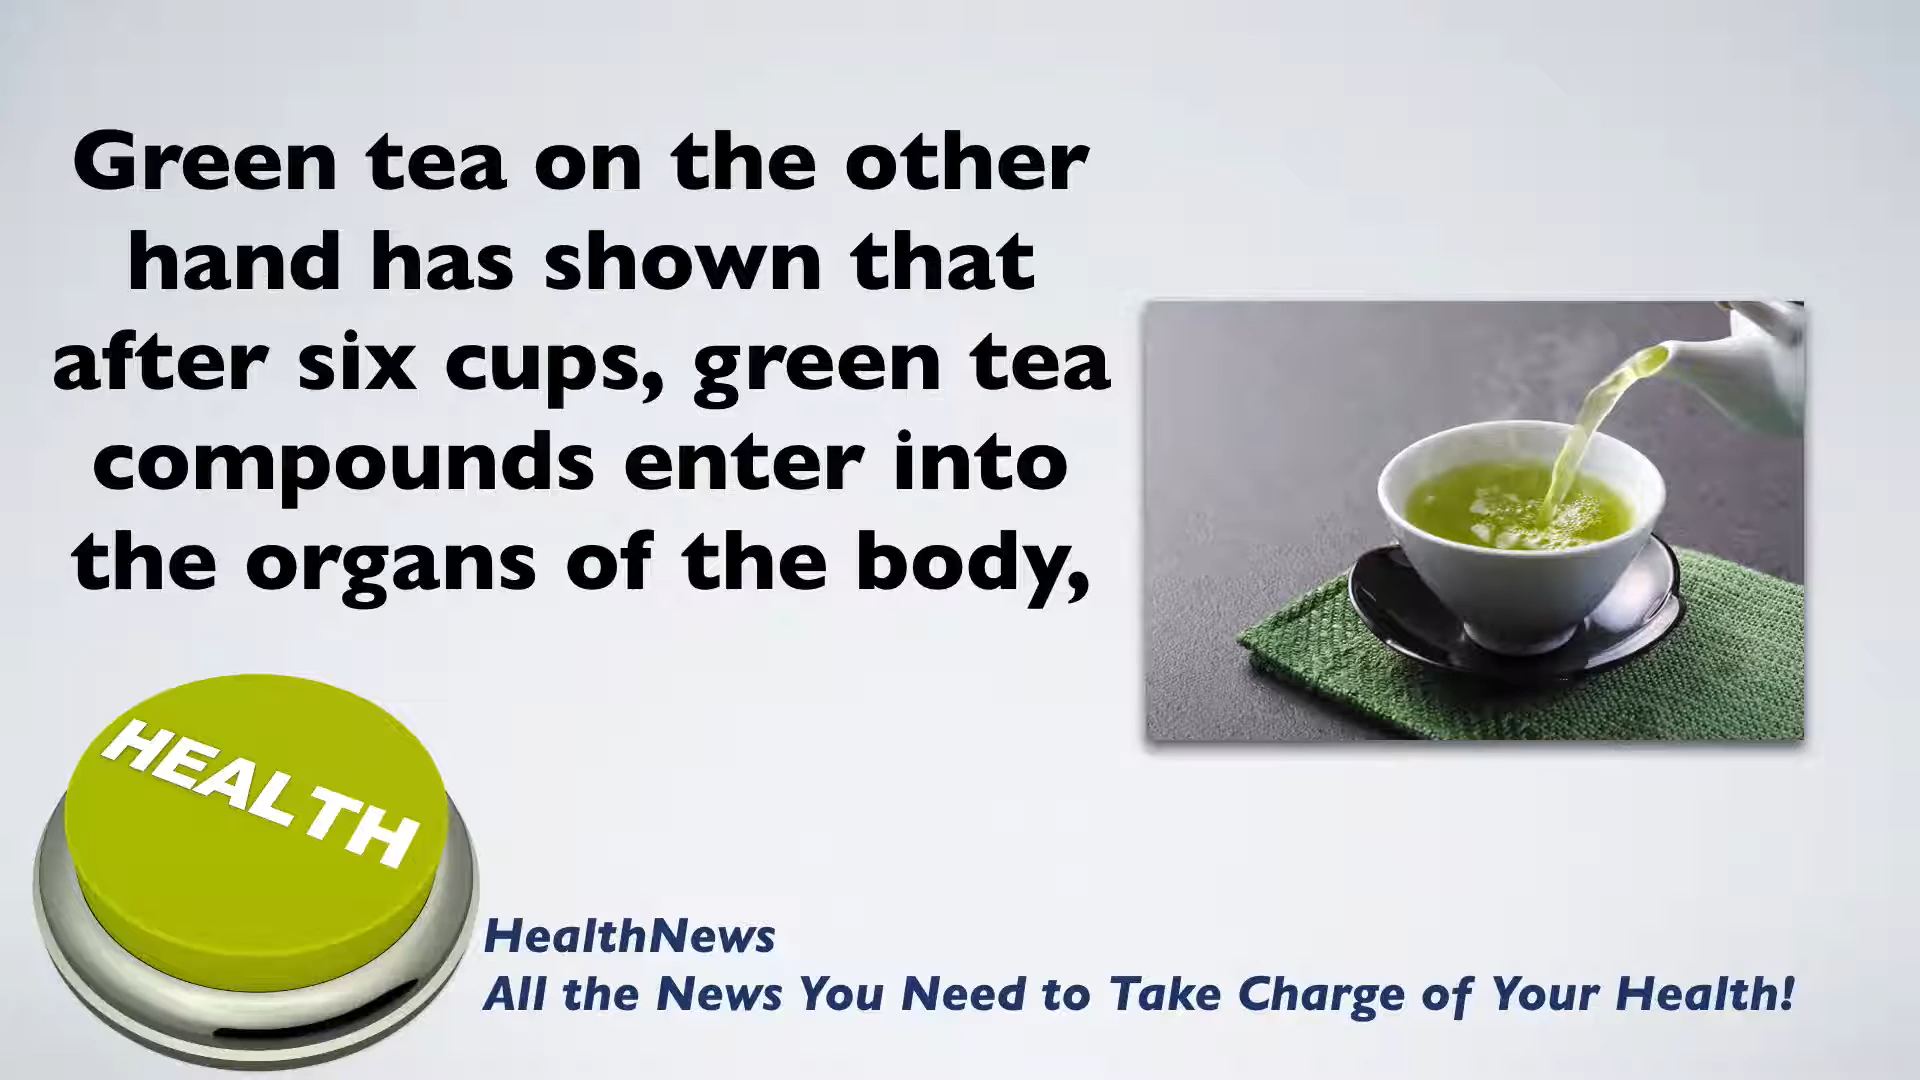 Green tea on the other
hand has shown that
after six cups, green tea
compounds enter into
the organs of the body,
HEALTH
HealthNews
All the News You Need to Take Charge of Your Health!